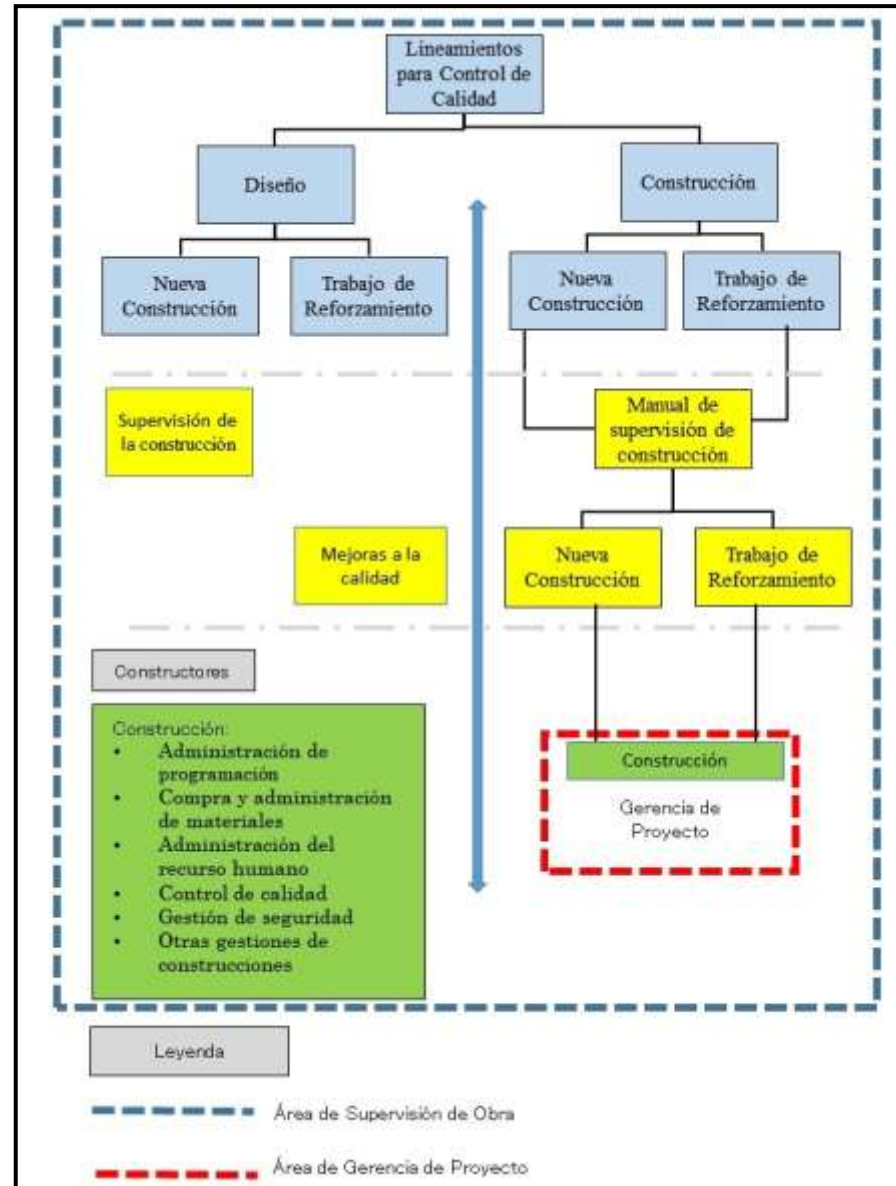 Lineamientos
para Control de
Calidad
Diseño
Construcción
Nueva
Construcción
Trabajo de
Reforzamiento
Nueva
Construcción
Trabajo de
Reforzamiento
Supervisión de
la construcción
Manual de
supervisión de
construcción
Mejoras a la
calidad
Nueva
Construcción
Trabajo de
Reforzamiento
Constructores
Construcción:
• Administración de
programación
• Compra y administración
de materiales
• Administración del
recurso humano
• Control de calidad
• Gestión de seguridad
• Otras gestiones de
construcciones
Construcción
Gerencia de
Proyecto
Leyenda
Área de Supervisión de Obra
Área de Gerencia de Proyecto